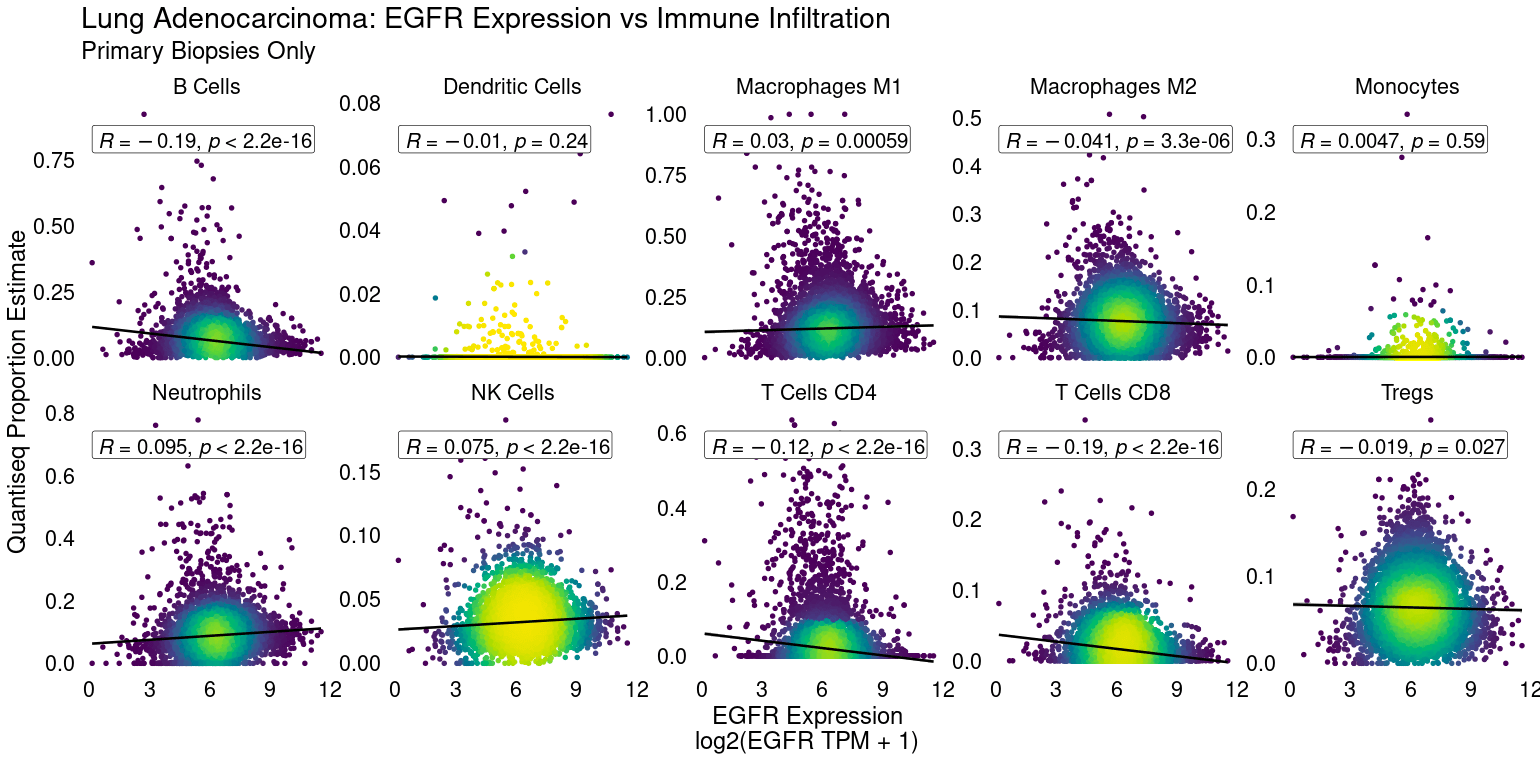 Lung Adenocarcinoma: EGFR Expression vs Immune Infiltration
Primary Biopsies Only
B Cells
Dendritic Cells
Macrophages M1
Macrophages M2
Monocytes
R = −0.19, p < 2.2e-16
R = −0.01, p = 0.24
R = 0.03, p = 0.00059
R = −0.041, p = 3.3e-06
R = 0.0047, p = 0.59
0.75
0.50
0.25
0.00
0.08
0.06
0.04
0.02
0.00
1.00
0.75
0.50
0.25
0.00
0.5
0.4
0.3
0.2
0.1
0.0
0.3
0.2
0.1
0.0
Quantiseq Proportion Estimate
Neutrophils
NK Cells
T Cells CD4
T Cells CD8
Tregs
R = 0.095, p < 2.2e-16
R = 0.075, p < 2.2e-16
R = −0.12, p < 2.2e-16
R = −0.19, p < 2.2e-16
R = −0.019, p = 0.027
0.8
0.6
0.4
0.2
0.0
0.15
0.10
0.05
0.00
0.6
0.4
0.2
0.0
0.3
0.2
0.1
0.0
0.2
0.1
0.0
0 3 6 9 12
0 3 6 9 12
0 3 6 9 12
0 3 6 9 12
0 3 6 9 12
EGFR Expression
log2(EGFR TPM + 1)